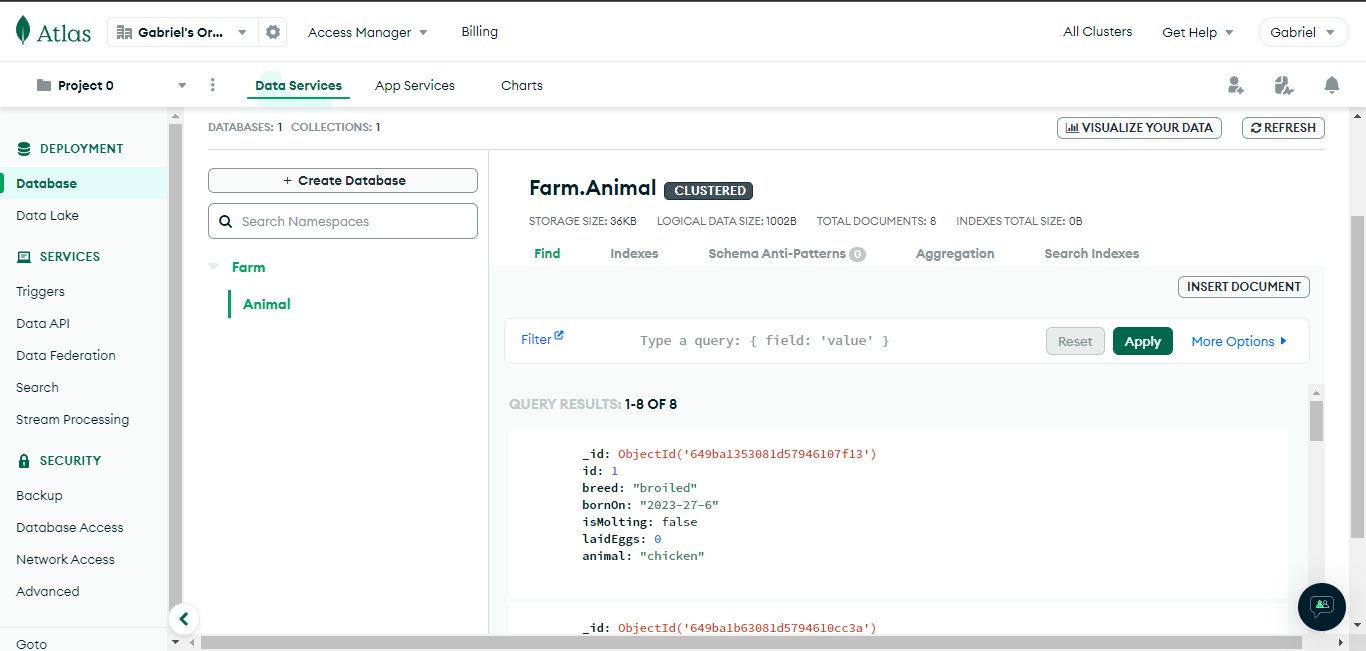 Atlas
Gabriel's Or...
Access Manager
Billing
All Clusters
Get Help
Gabriel
Project 0
Data Services
App Services
Charts
DEPLOYMENT
Database
Data Lake
SERVICES
Triggers
Data API
Data Federation
Search
Stream Processing
SECURITY
Backup
Database Access
Network Access
Advanced
Goto
DATABASES: 1 COLLECTIONS: 1
VISUALIZE YOUR DATA
REFRESH
+ Create Database
Search Namespaces
Farm
Animal
Farm.Animal CLUSTERED
STORAGE SIZE: 36KB LOGICAL DATA SIZE: 1002B TOTAL DOCUMENTS: 8 INDEXES TOTAL SIZE: 0B
Find Indexes Schema Anti-Patterns 0 Aggregation Search Indexes
INSERT DOCUMENT
Filter Type a query: { field: 'value' } Reset Apply More Options
QUERY RESULTS: 1-8 OF 8
_id: ObjectId('649ba1353081d57946107f13')
id: 1
breed: "broiled"
bornOn: "2023-27-6"
isMolting: false
laidEggs: 0
animal: "chicken"
_id: ObjectId('649ba1b63081d5794610cc3a')